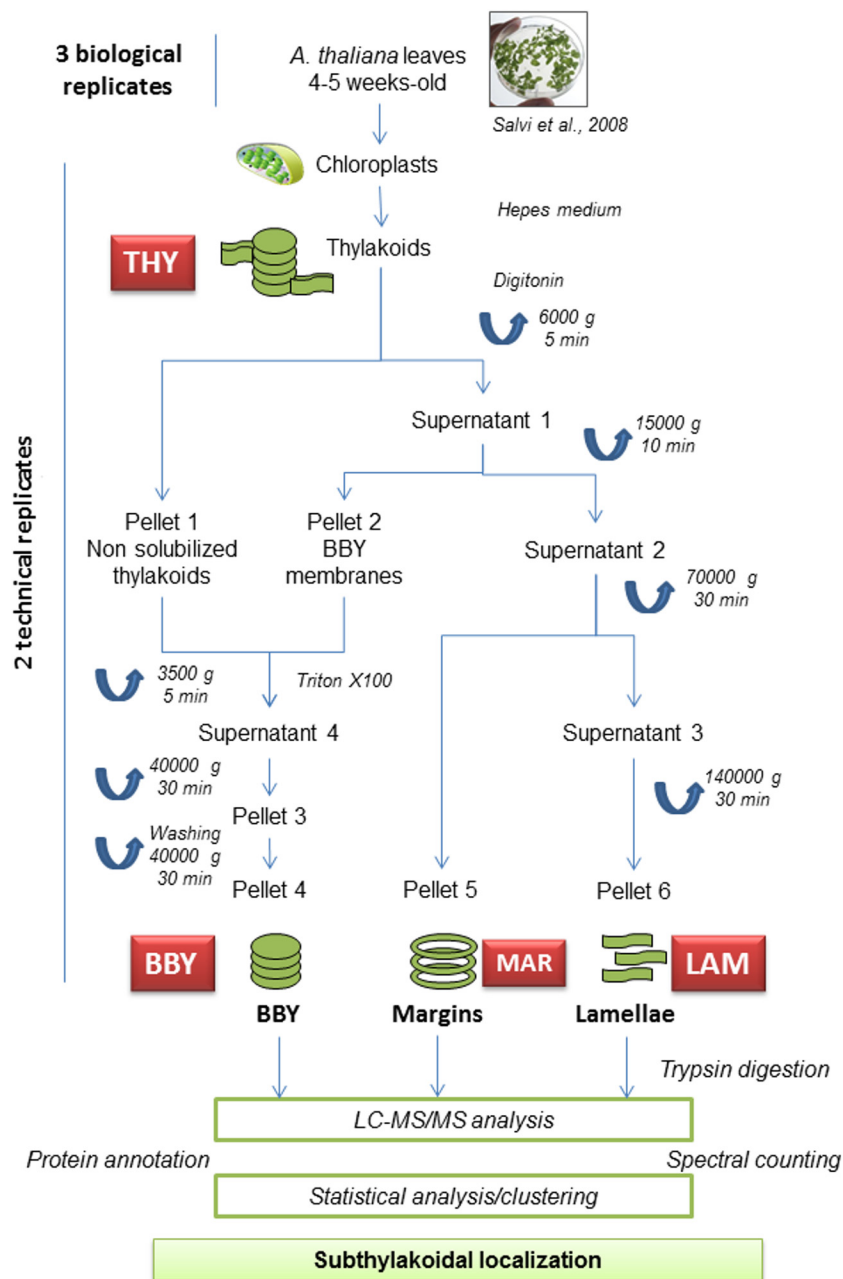 3 biological
replicates
A. thaliana leaves
4-5 weeks-old
Salvi et al., 2008
Chloroplasts
Hepes medium
THY
Thylakoids
Digitonin
6000 g
5 min
2 technical replicates
Supernatant 1
15000 g
10 min
Pellet 1
Non solubilized
thylakoids
Pellet 2
BBY
membranes
Supernatant 2
70000 g
30 min
3500 g
5 min
Triton X100
Supernatant 4
Supernatant 3
40000 g
30 min
140000 g
30 min
Pellet 3
Washing
40000 g
30 min
Pellet 4
Pellet 5
Pellet 6
BBY
MAR
LAM
BBY
Margins
Lamellae
Trypsin digestion
LC-MS/MS analysis
Protein annotation
Spectral counting
Statistical analysis/clustering
Subthylakoidal localization